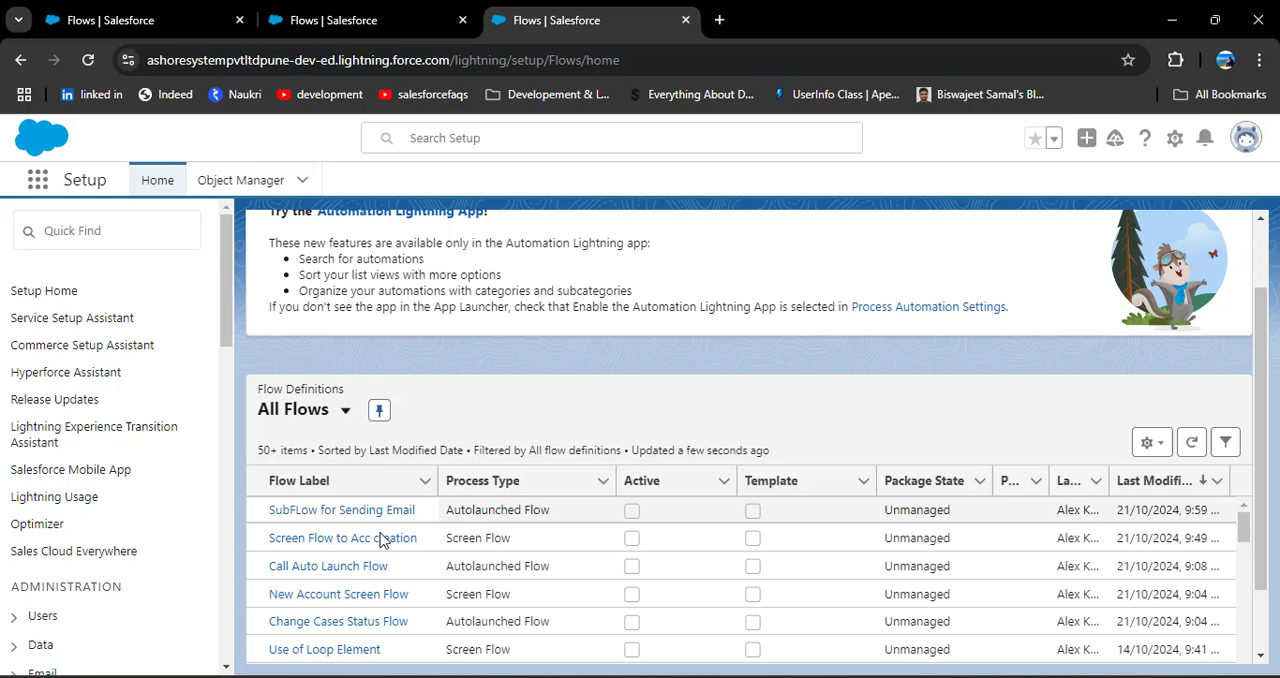 Flows | Salesforce
Flows | Salesforce
Flows | Salesforce
ashoresystempvtltdpune-dev-ed.lightning.force.com/lightning/setup/Flows/home
linked in
Indeed
Naukri
development
salesforcefaqs
Developement & L...
Everything About D...
UserInfo Class | Ape...
Biswajeet Samal's Bl...
All Bookmarks
Search Setup
Setup
Home
Object Manager
Quick Find
Setup Home
Service Setup Assistant
Commerce Setup Assistant
Hyperforce Assistant
Release Updates
Lightning Experience Transition
Assistant
Salesforce Mobile App
Lightning Usage
Optimizer
Sales Cloud Everywhere
ADMINISTRATION
Users
Data
Email
Try the Automation Lightning App!
These new features are available only in the Automation Lightning app:
• Search for automations
• Sort your list views with more options
• Organize your automations with categories and subcategories
If you don't see the app in the App Launcher, check that Enable the Automation Lightning App is selected in Process Automation Settings.
Flow Definitions
All Flows
50+ items • Sorted by Last Modified Date • Filtered by All flow definitions • Updated a few seconds ago
Flow Label Process Type Active Template Package State P... La... Last Modifi...
SubFLow for Sending Email Autolaunched Flow Unmanaged Alex K... 21/10/2024, 9:59 ...
Screen Flow to Acc creation Screen Flow Unmanaged Alex K... 21/10/2024, 9:49 ...
Call Auto Launch Flow Autolaunched Flow Unmanaged Alex K... 21/10/2024, 9:08 ...
New Account Screen Flow Screen Flow Unmanaged Alex K... 21/10/2024, 9:04 ...
Change Cases Status Flow Autolaunched Flow Unmanaged Alex K... 21/10/2024, 9:04 ...
Use of Loop Element Screen Flow Unmanaged Alex K... 14/10/2024, 9:41 ...